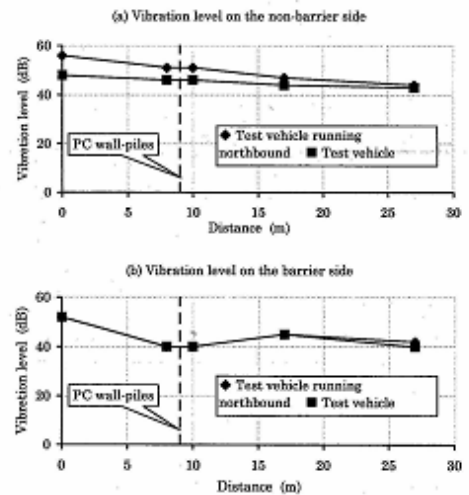 (a) Vibration level on the non-barrier side
Vibration level
(dB)
60
40
20
0
PC wall-piles
◆ Test vehicle running
northbound ■ Test vehicle
0 5 10 15 20 25 30
Distance (m)
(b) Vibration level on the barrier side
Vibration level
(dB)
60
40
20
0
PC wall-piles
◆ Test vehicle running
northbound ■ Test vehicle
0 5 10 15 20 25 30
Distance (m)